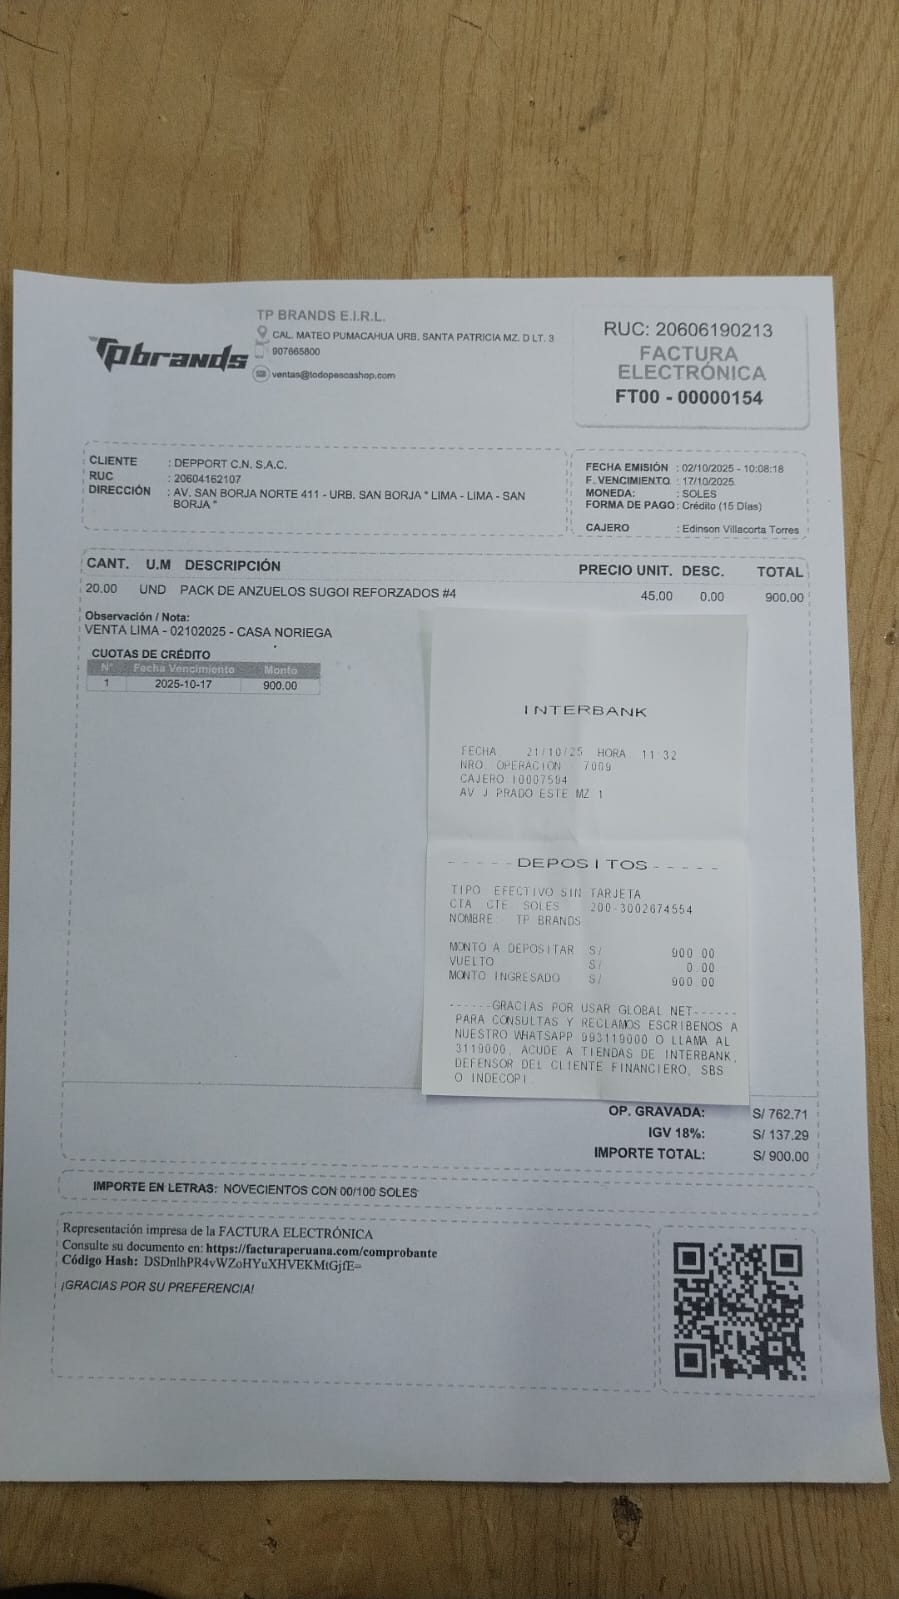 Tpbrands
TP BRANDS E.I.R.L.
CAL. MATEO PUMACAHUA URB. SANTA PATRICIA MZ. D LT. 3
907665800
ventas@todopescashop.com
RUC: 20606190213
FACTURA
ELECTRÓNICA
FT00 - 00000154
CLIENTE : DEPPORT C.N. S.A.C.
RUC : 20604162107
DIRECCIÓN : AV. SAN BORJA NORTE 411 - URB. SAN BORJA " LIMA - LIMA - SAN
BORJA "
FECHA EMISIÓN : 02/10/2025 - 10:08:18
F. VENCIMIENTO : 17/10/2025
MONEDA: : SOLES
FORMA DE PAGO : Crédito (15 Días)
CAJERO : Edinson Villacorta Torres
CANT. U.M DESCRIPCIÓN PRECIO UNIT. DESC. TOTAL
20.00 UND PACK DE ANZUELOS SUGOI REFORZADOS #4 45.00 0.00 900.00
Observación / Nota:
VENTA LIMA - 02102025 - CASA NORIEGA
CUOTAS DE CRÉDITO
N° Fecha Vencimiento Monto
1 2025-10-17 900.00
INTERBANK
FECHA 21/10/25 HORA 11:32
NRO. OPERACION 7009
CAJERO 10007594
AV J PRADO ESTE MZ 1
-----DEPOSITOS-----
TIPO EFECTIVO SIN TARJETA
CTA CTE. SOLES 200-3002674554
NOMBRE: TP BRANDS
MONTO A DEPOSITAR S/ 900.00
VUELTO S/ 0.00
MONTO INGRESADO S/ 900.00
------GRACIAS POR USAR GLOBAL NET------
PARA CONSULTAS Y RECLAMOS ESCRIBENOS A
NUESTRO WHATSAPP 993119000 O LLAMA AL
3119000, ACUDE A TIENDAS DE INTERBANK,
DEFENSOR DEL CLIENTE FINANCIERO, SBS
O INDECOPI.
OP. GRAVADA: S/ 762.71
IGV 18%: S/ 137.29
IMPORTE TOTAL: S/ 900.00
IMPORTE EN LETRAS: NOVECIENTOS CON 00/100 SOLES
Representación impresa de la FACTURA ELECTRÓNICA
Consulte su documento en: https://facturaperuana.com/comprobante
Código Hash: DSDnlhPR4vWZoHYuXHVEKMtGjfE=
¡GRACIAS POR SU PREFERENCIA!